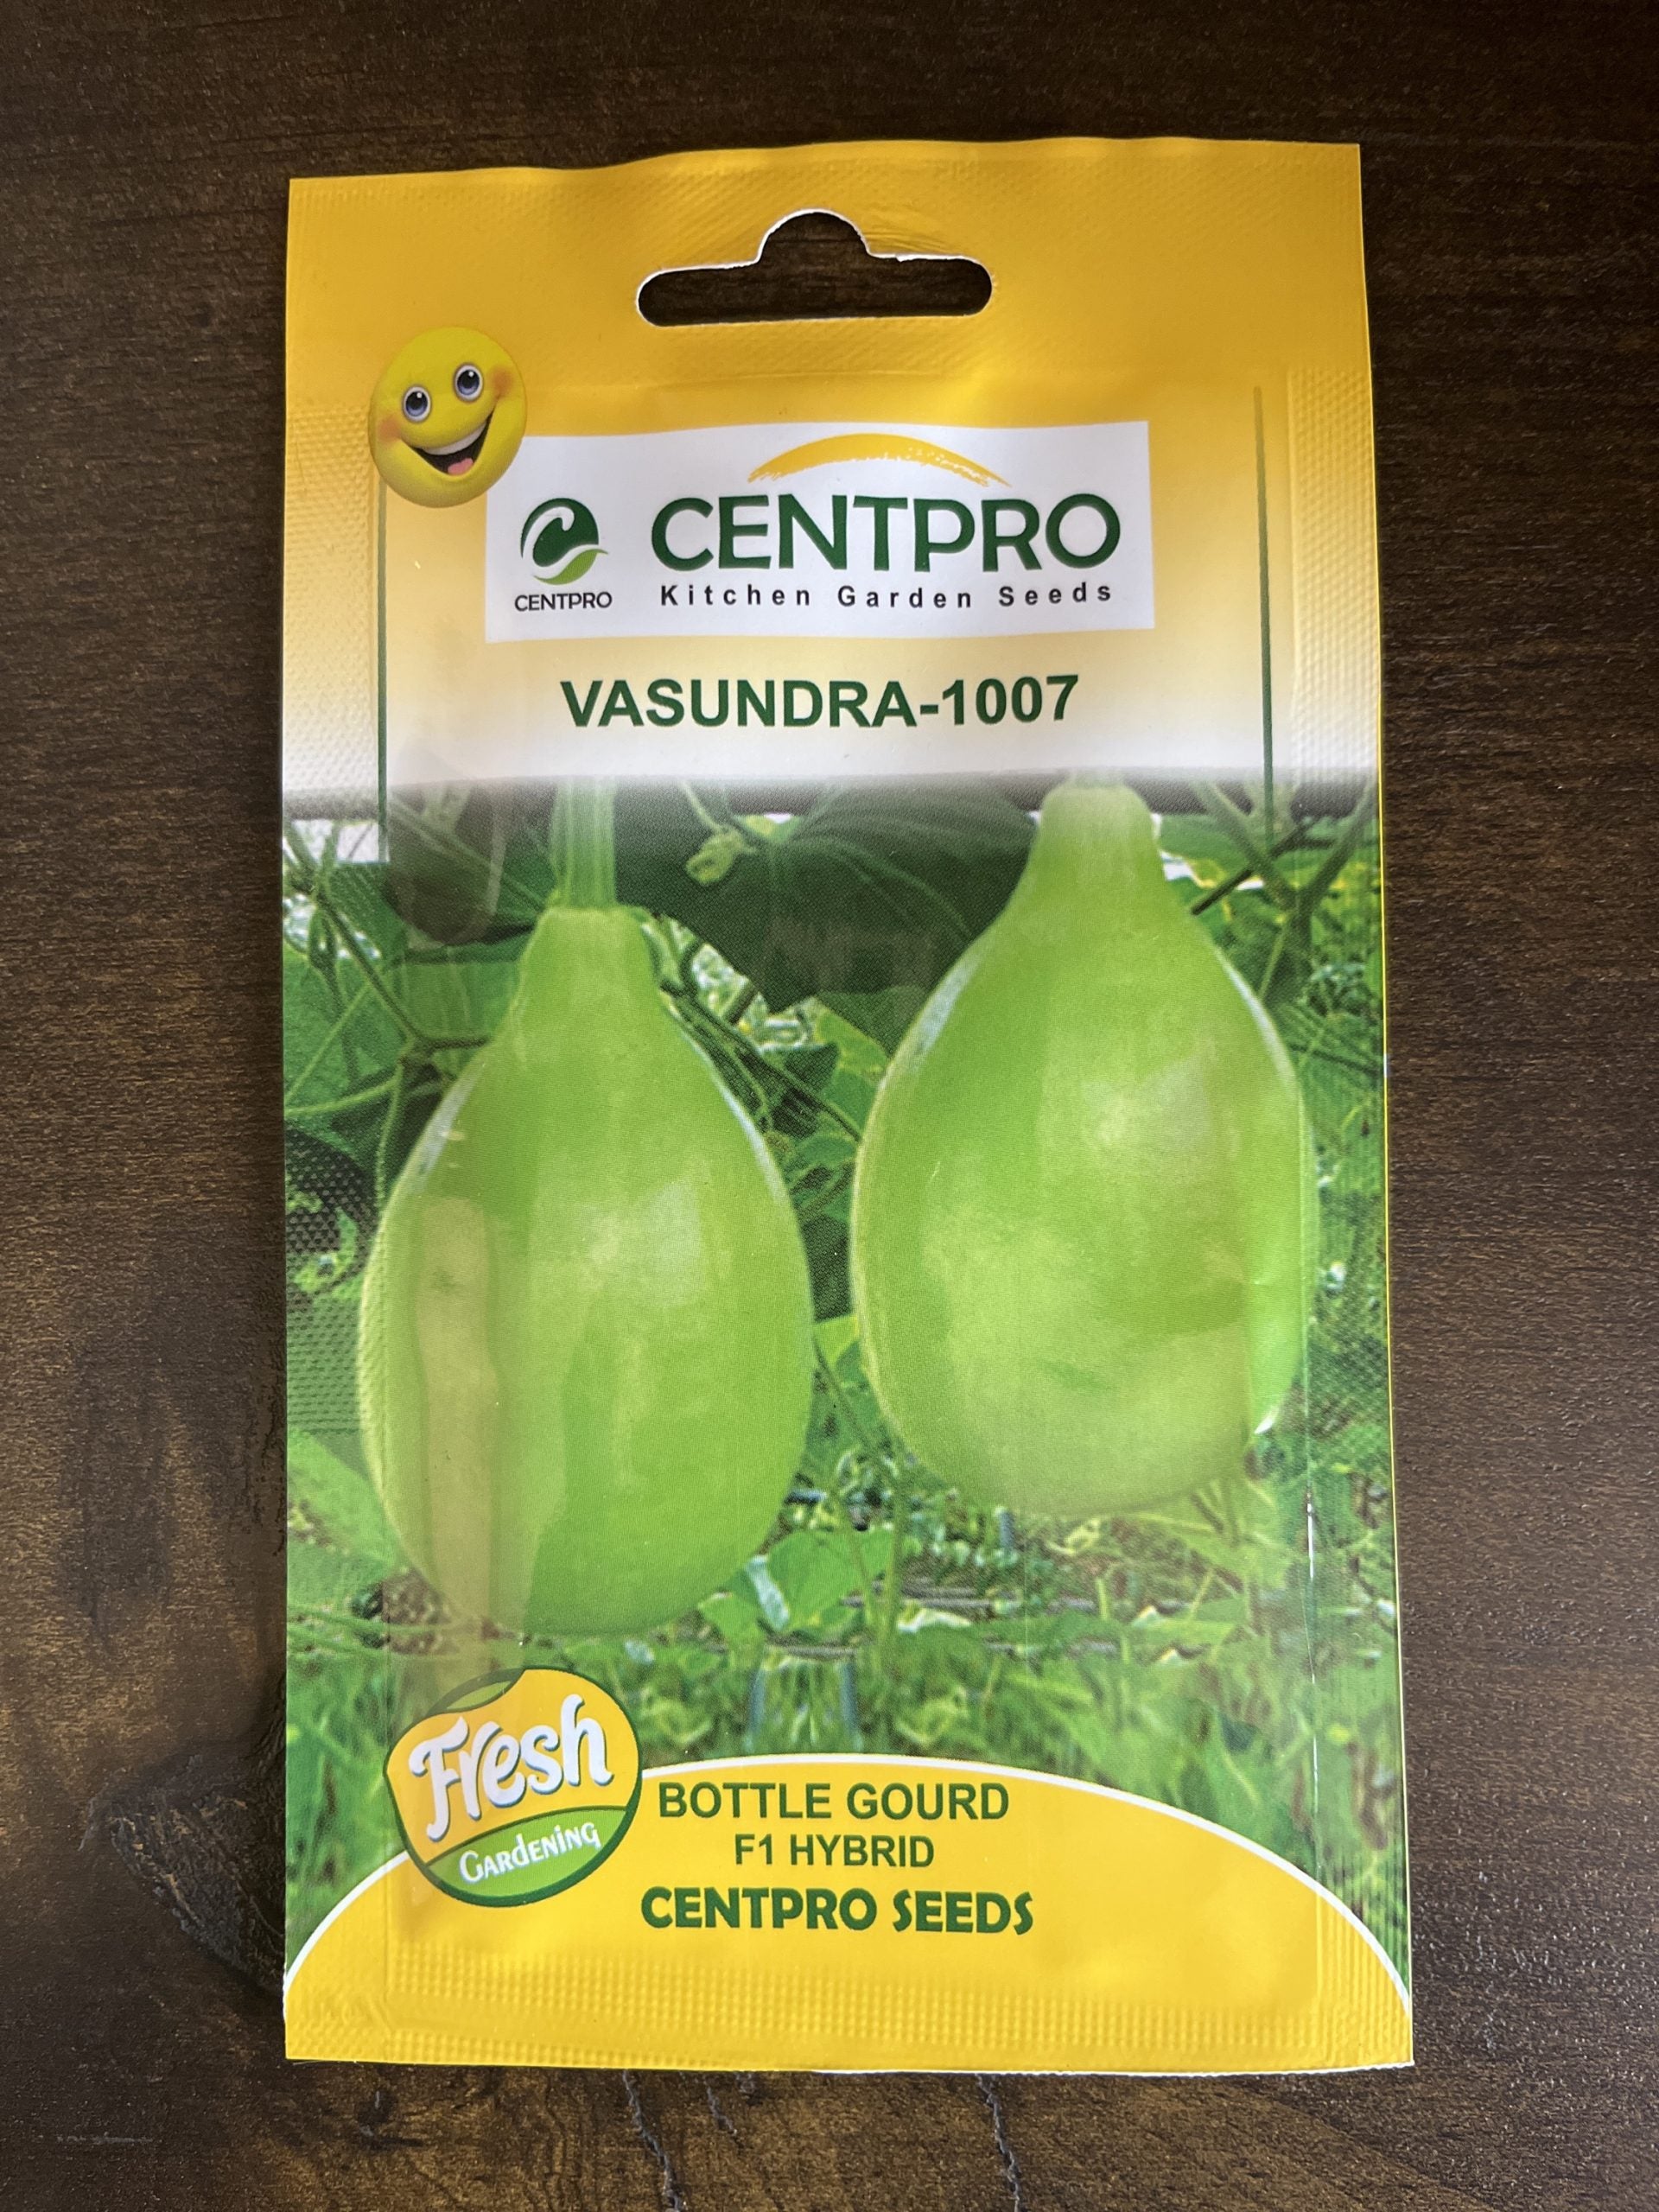 CENTPRO
CENTPRO
Kitchen Garden Seeds
VASUNDRA-1007
Fresh
GARDENING
BOTTLE GOURD
F1 HYBRID
CENTPRO SEEDS